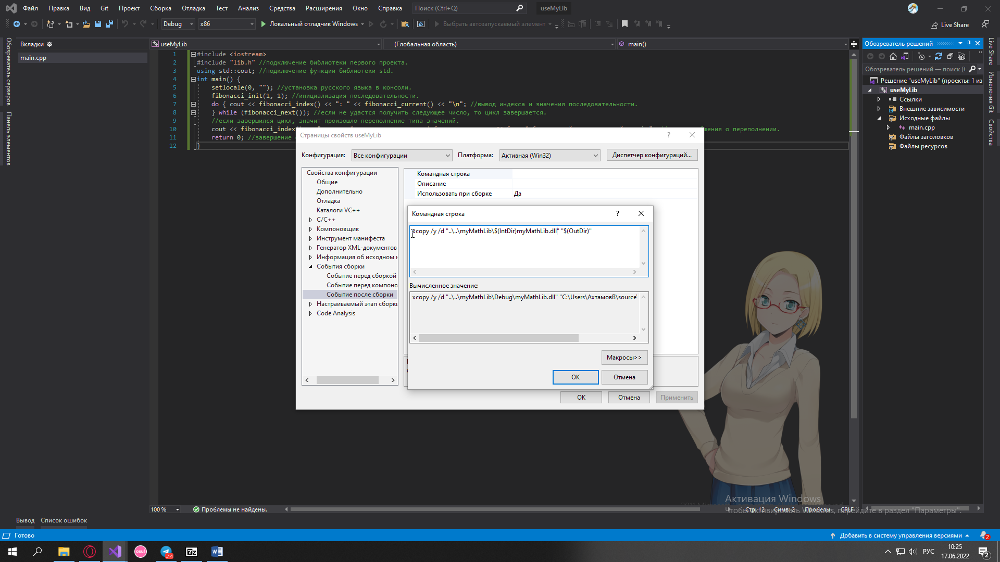 Файл Правка Вид Git Проект Сборка Отладка Тест Анализ Средства Расширения Окно Справка Поиск (Ctrl+Q) useMyLib
Debug x86 Локальный отладчик Windows Выбрать автозапускаемый элемент Live Share
Обозреватель серверов
Панель элементов
Вкладки
main.cpp
useMyLib (Глобальная область) main()
1 #include <iostream>
2 #include "lib.h" //подключение библиотеки первого проекта.
3 using std::cout; //подключение функции библиотеки std.
4 int main() {
5 setlocale(0, ""); //установка русского языка в консоли.
6 fibonacci_init(1, 1); //инициализация последовательности.
7 do { cout << fibonacci_index() << ": " << fibonacci_current() << "\n"; //вывод индекса и значения последовательности.
8 } while (fibonacci_next()); //если не удастся получить следующее число, то цикл завершается.
9 //если завершился цикл, значит произошло переполнение типа значений.
10 cout << fibonacci_index
общения о переполнении.
11 return 0; //завершение
12 }
Страницы свойств useMyLib ?
Конфигурация: Все конфигурации Платформа: Активная (Win32) Диспетчер конфигураций...
Свойства конфигурации
Общие
Дополнительно
Отладка
Каталоги VC++
C/C++
Компоновщик
Инструмент манифеста
Генератор XML-документов
Информация об исходном
События сборки
Событие перед сборкой
Событие перед компоно
Событие после сборки
Настраиваемый этап сборки
Code Analysis
Командная строка
Описание
Использовать при сборке Да
Командная строка ?
xcopy /y /d "..\..\myMathLib\$(IntDir)myMathLib.dll" "$(OutDir)"
Вычисленное значение:
xcopy /y /d "..\..\myMathLib\Debug\myMathLib.dll" "C:\Users\АхтамовВ\source\
Макросы>>
OK Отмена
OK Отмена Применить
Обозреватель решений
Обозреватель решений — поиск (
Решение "useMyLib" (проекты: 1 из
useMyLib
Ссылки
Внешние зависимости
Исходные файлы
main.cpp
Файлы заголовков
Файлы ресурсов
Live Share
Изменения Git
Свойства
Активация Windows
Чтобы активировать Windows, перейдите в раздел "Параметры".
100 % Проблемы не найдены. Стр: 12 Симв: 2 Пробелы CRLF
Вывод Список ошибок
Готово Добавить в систему управления версиями 2
osu! 14 7z РУС 10:25
17.06.2022 2